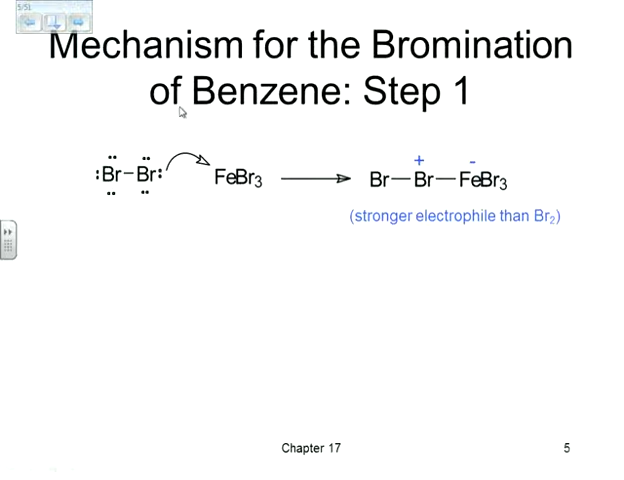 5/51
Mechanism for the Bromination
of Benzene: Step 1
:Br-Br: FeBr3 Br—Br—FeBr3
+ -
(stronger electrophile than Br2)
Chapter 17 5